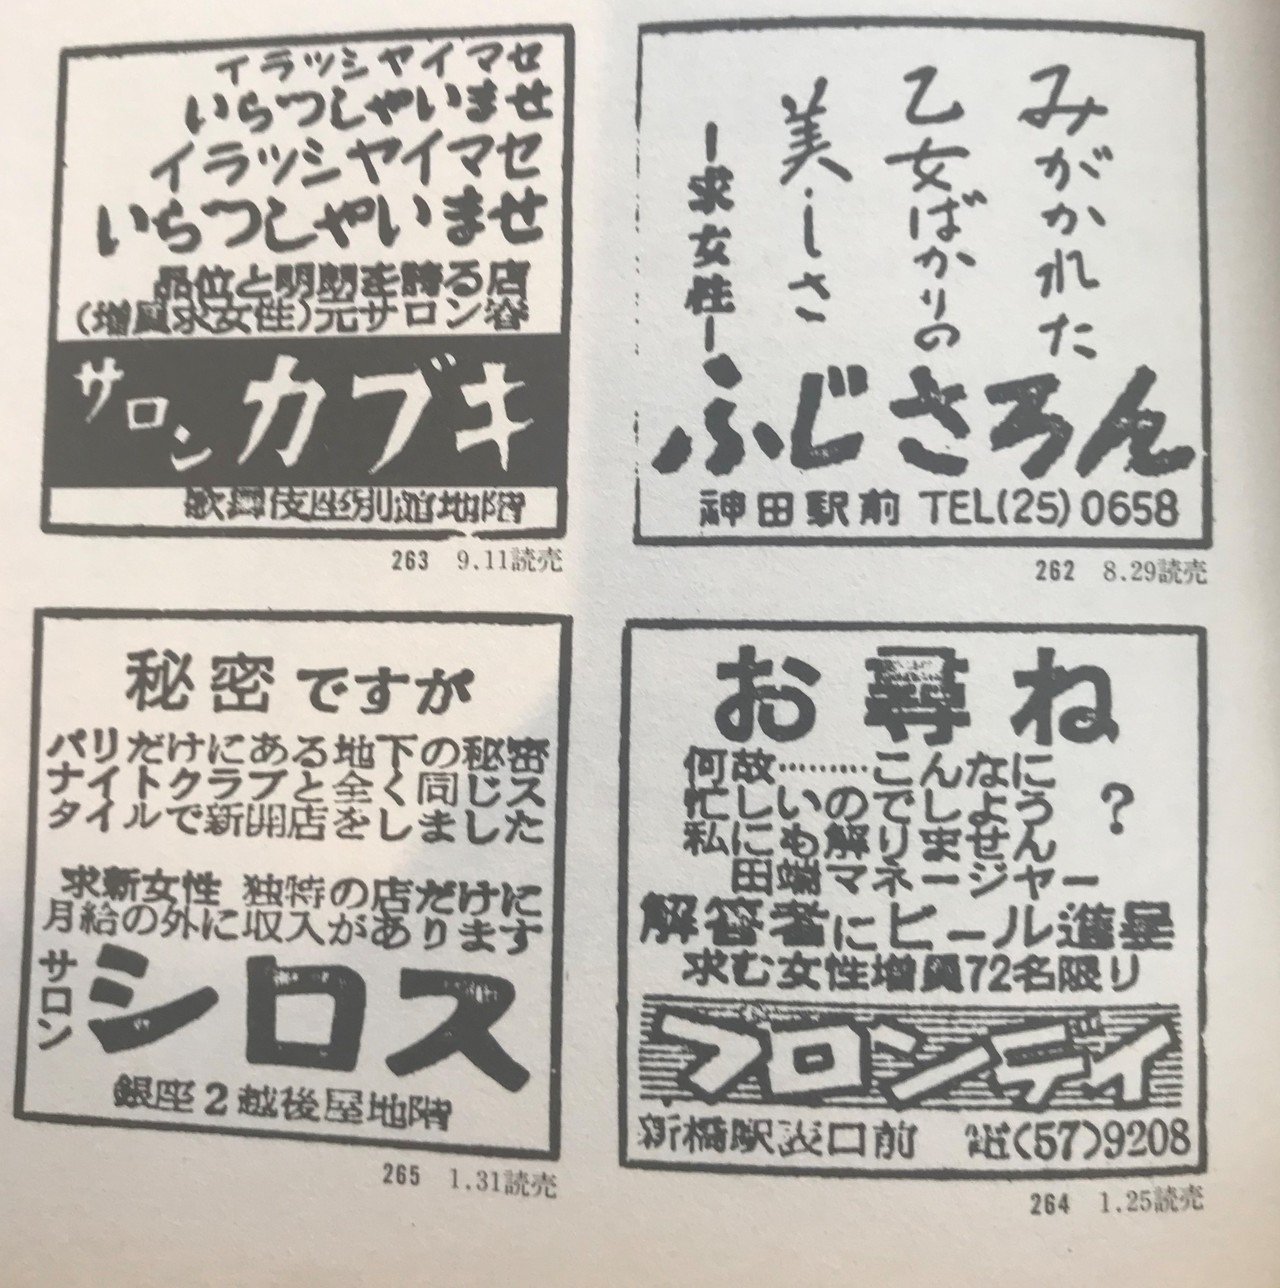 みがかれた
乙女ばかりの
美しさ
ー求女性ー
ふじさろん
神田駅前 TEL(25)0658
262 8.29読売
イラッシヤイマセ
いらつしやいませ
イラッシヤイマセ
いらつしやいませ
品位と明朗を誇る店
(増員求女性)元サロン春
サロン カブキ
歌舞伎座別館地階
263 9.11読売
お尋ね
何故………こんなに
忙しいのでしよう?
私にも解りません
田端マネージャー
解答者にビール進呈
求む女性増員72名限り
フロンデイ
新橋駅表口前 ☎(57)9208
264 1.25読売
秘密ですが
パリだけにある地下の秘密
ナイトクラブと全く同じス
タイルで新開店をしました
求新女性 独特の店だけに
月給の外に収入があります
サロン シロス
銀座2越後屋地階
265 1.31読売